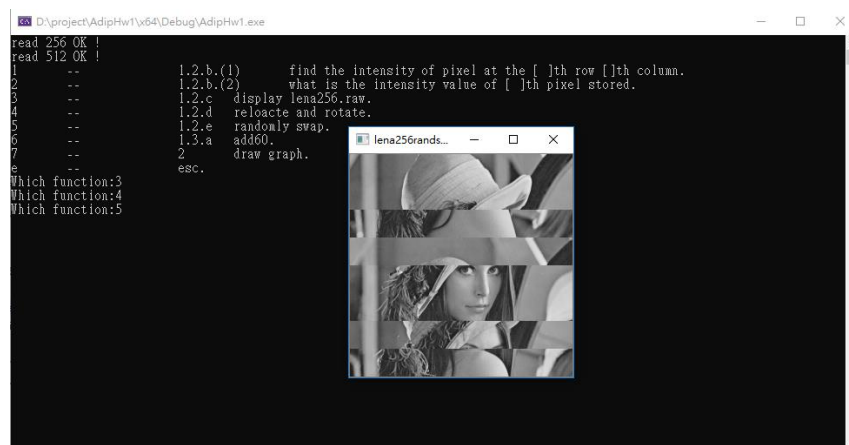 D:\project\AdipHw1\x64\Debug\AdipHw1.exe
read 256 OK !
read 512 OK !
1 -- 1.2.b.(1) find the intensity of pixel at the [ ]th row []th column.
2 -- 1.2.b.(2) what is the intensity value of [ ]th pixel stored.
3 -- 1.2.c display lena256.raw.
4 -- 1.2.d reloacte and rotate.
5 -- 1.2.e randomly swap.
6 -- 1.3.a add60.
7 -- 2 draw graph.
e -- esc.
Which function:3
Which function:4
Which function:5
lena256rands...